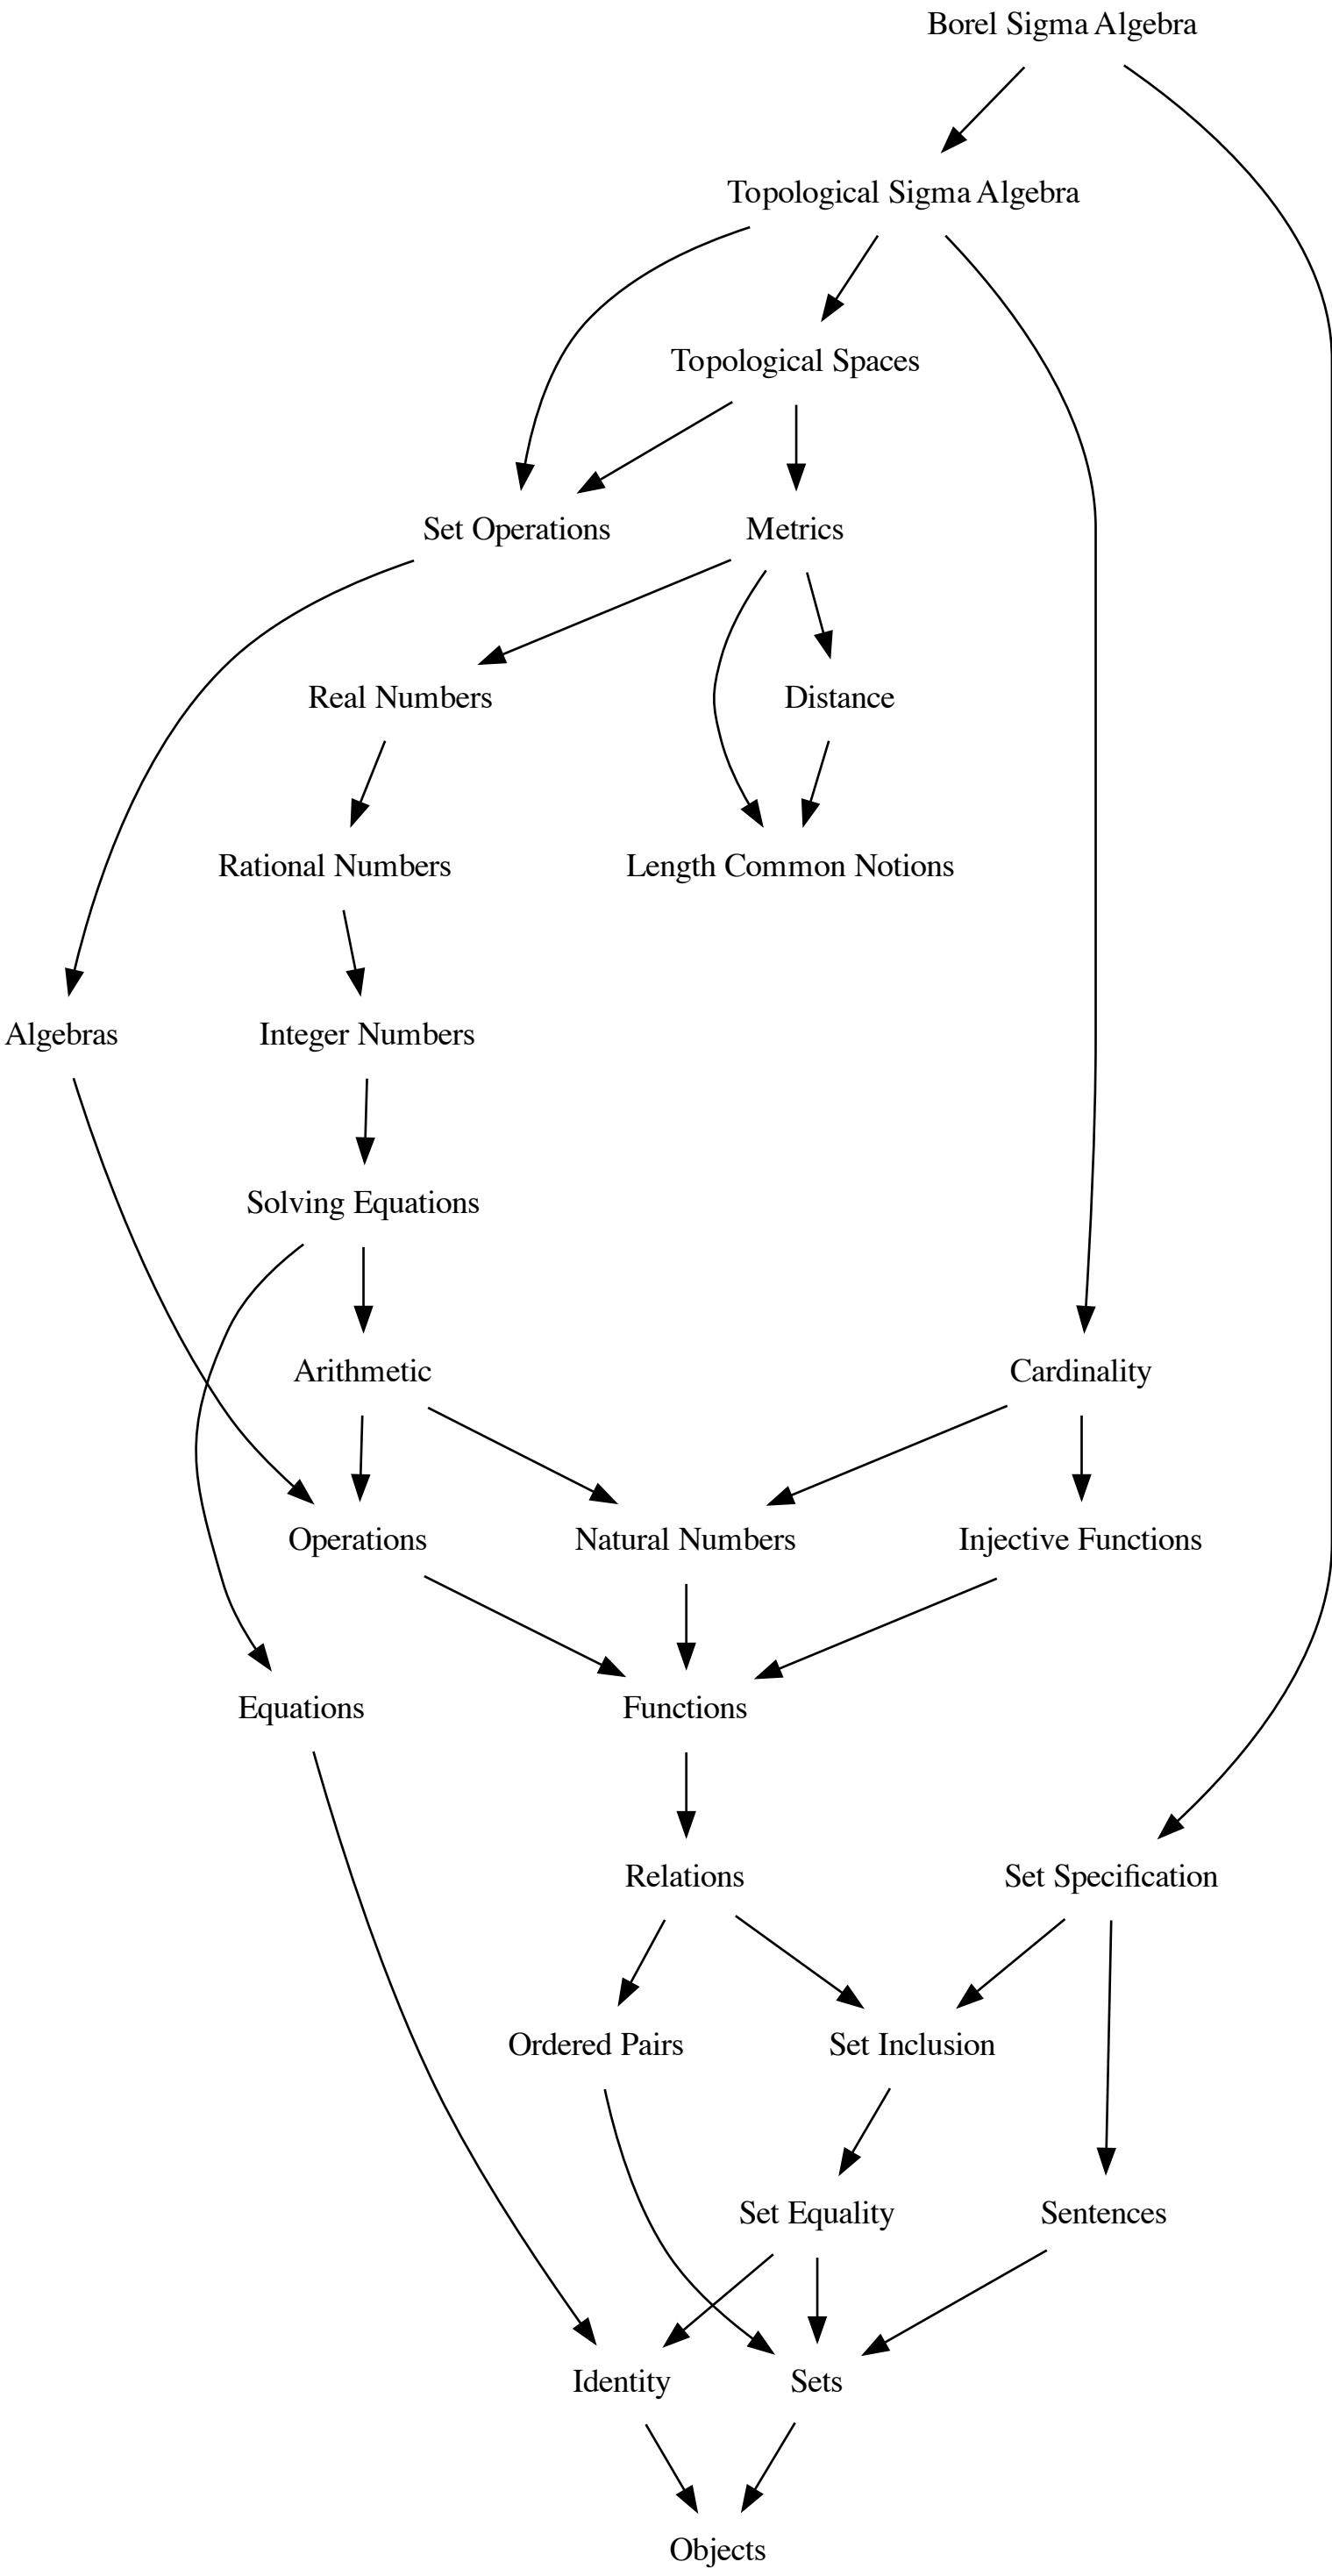 Borel Sigma Algebra
Topological Sigma Algebra
Topological Spaces
Set Operations
Metrics
Real Numbers
Distance
Rational Numbers
Length Common Notions
Algebras
Integer Numbers
Solving Equations
Arithmetic
Cardinality
Operations
Natural Numbers
Injective Functions
Equations
Functions
Relations
Set Specification
Ordered Pairs
Set Inclusion
Set Equality
Sentences
Identity
Sets
Objects